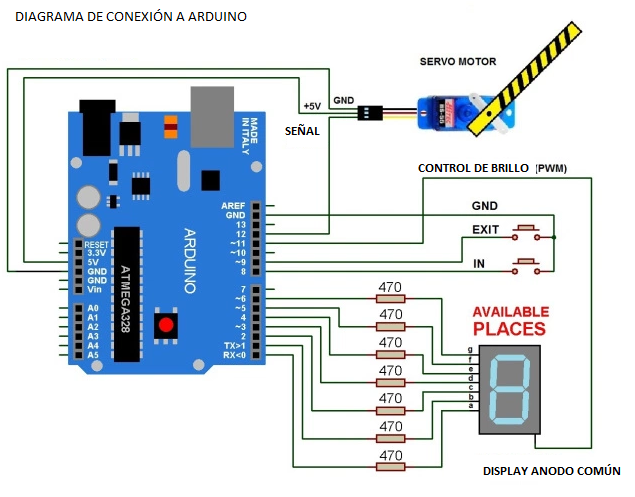 DIAGRAMA DE CONEXIÓN A ARDUINO
SERVO MOTOR
GND
+5V
SEÑAL
MADE
IN ITALY
CONTROL DE BRILLO (PWM)
AREF
GND
13
12
~11
~10
~9
8
RESET
3.3V
5V
GND
GND
Vin
ARDUINO
ATMEGA328
GND
EXIT
IN
7
~6
~5
4
~3
2
TX>1
RX<0
A0
A1
A2
A3
A4
A5
470
470
470
470
470
470
470
AVAILABLE
PLACES
g
f
e
d
c
b
a
DISPLAY ANODO COMÚN